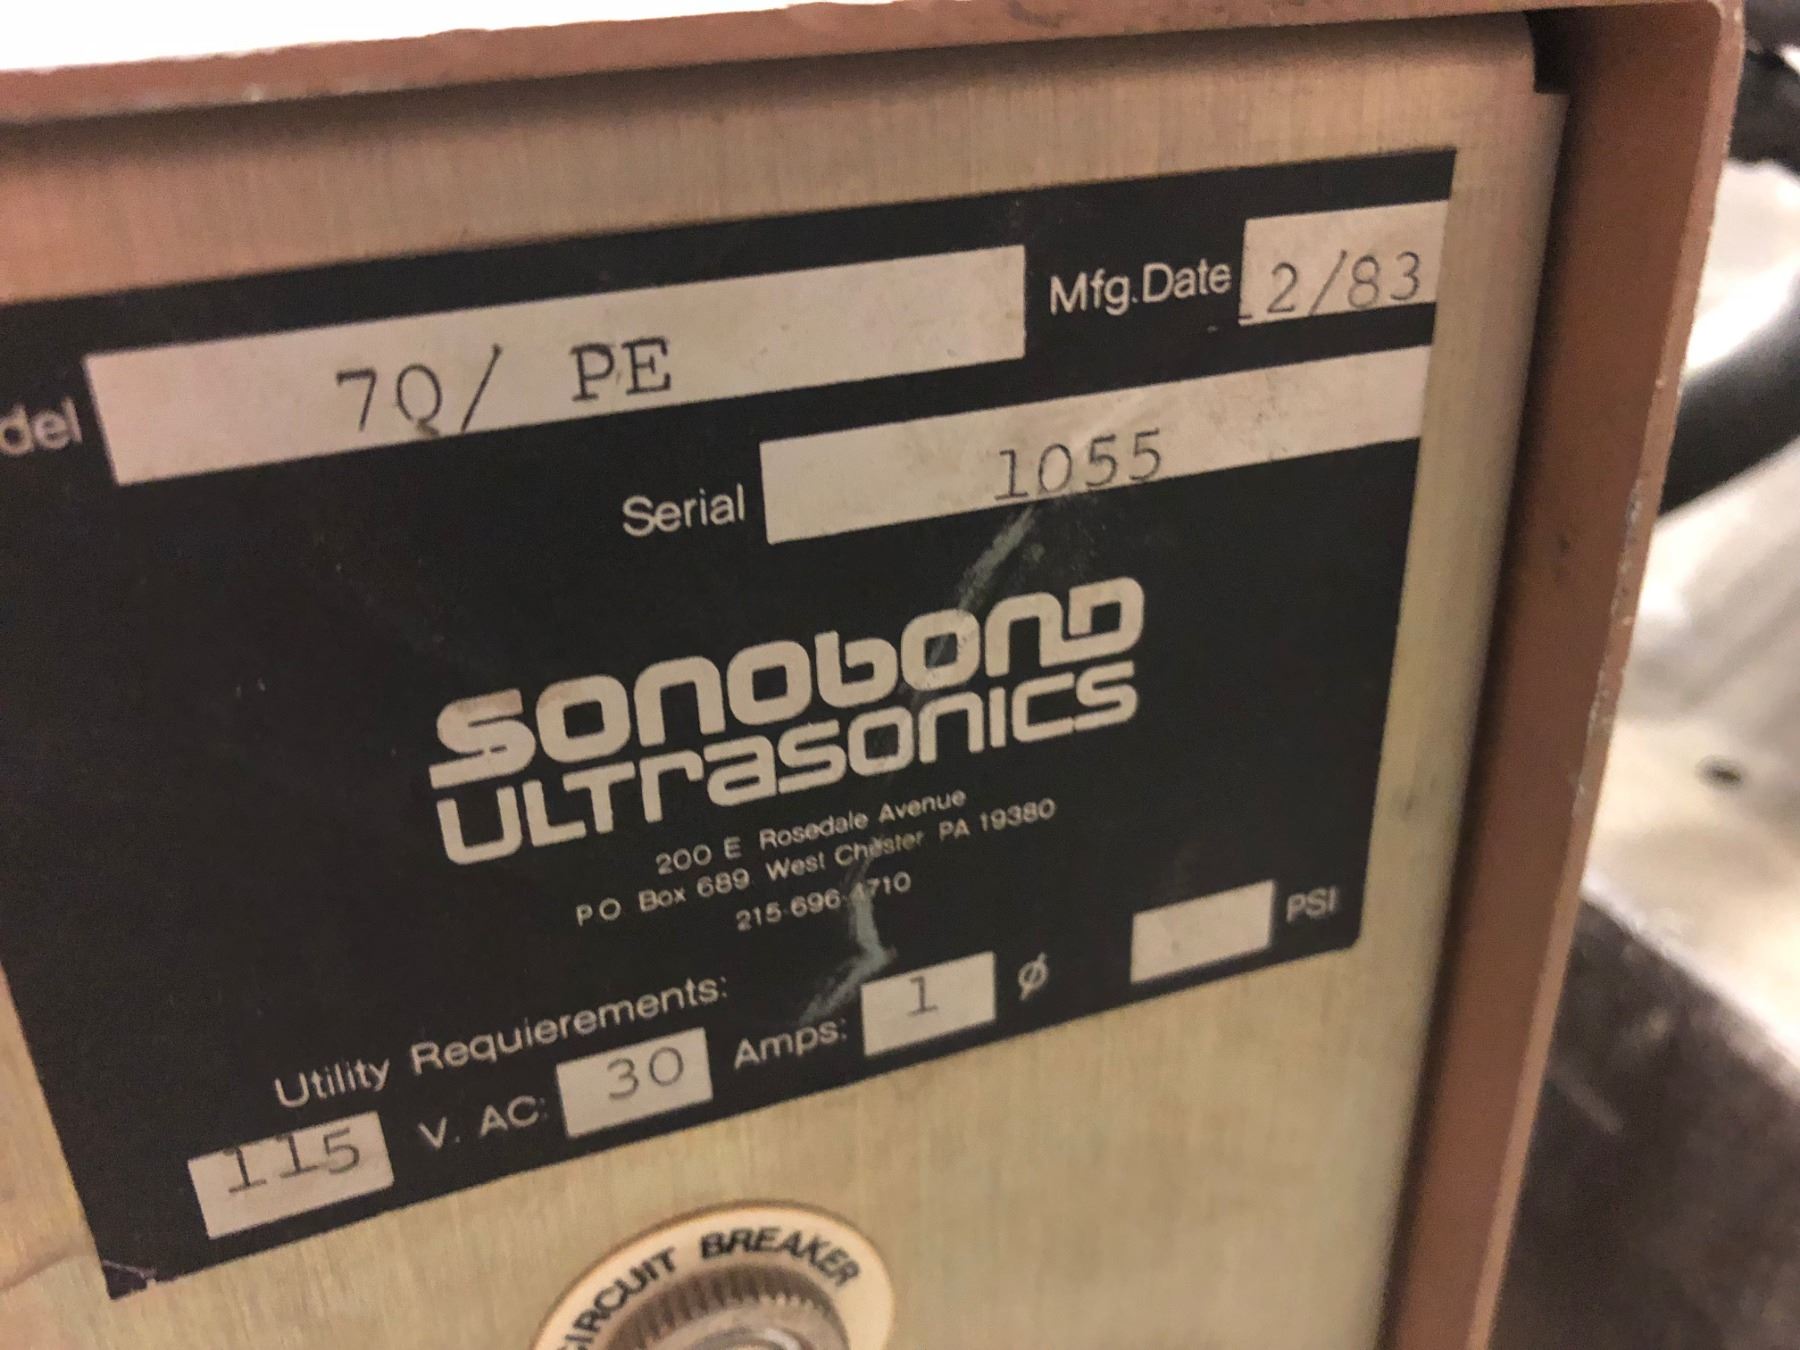 del 7Q/ PE Mfg.Date 2/83
Serial 1055
sonobond
ULTrasonics
200 E Rosedale Avenue
P.O Box 689 West Chester PA 19380
215-696-4710
Utility Requierements:
115 V. AC: 30 Amps: 1 ø PSI
CIRCUIT BREAKER